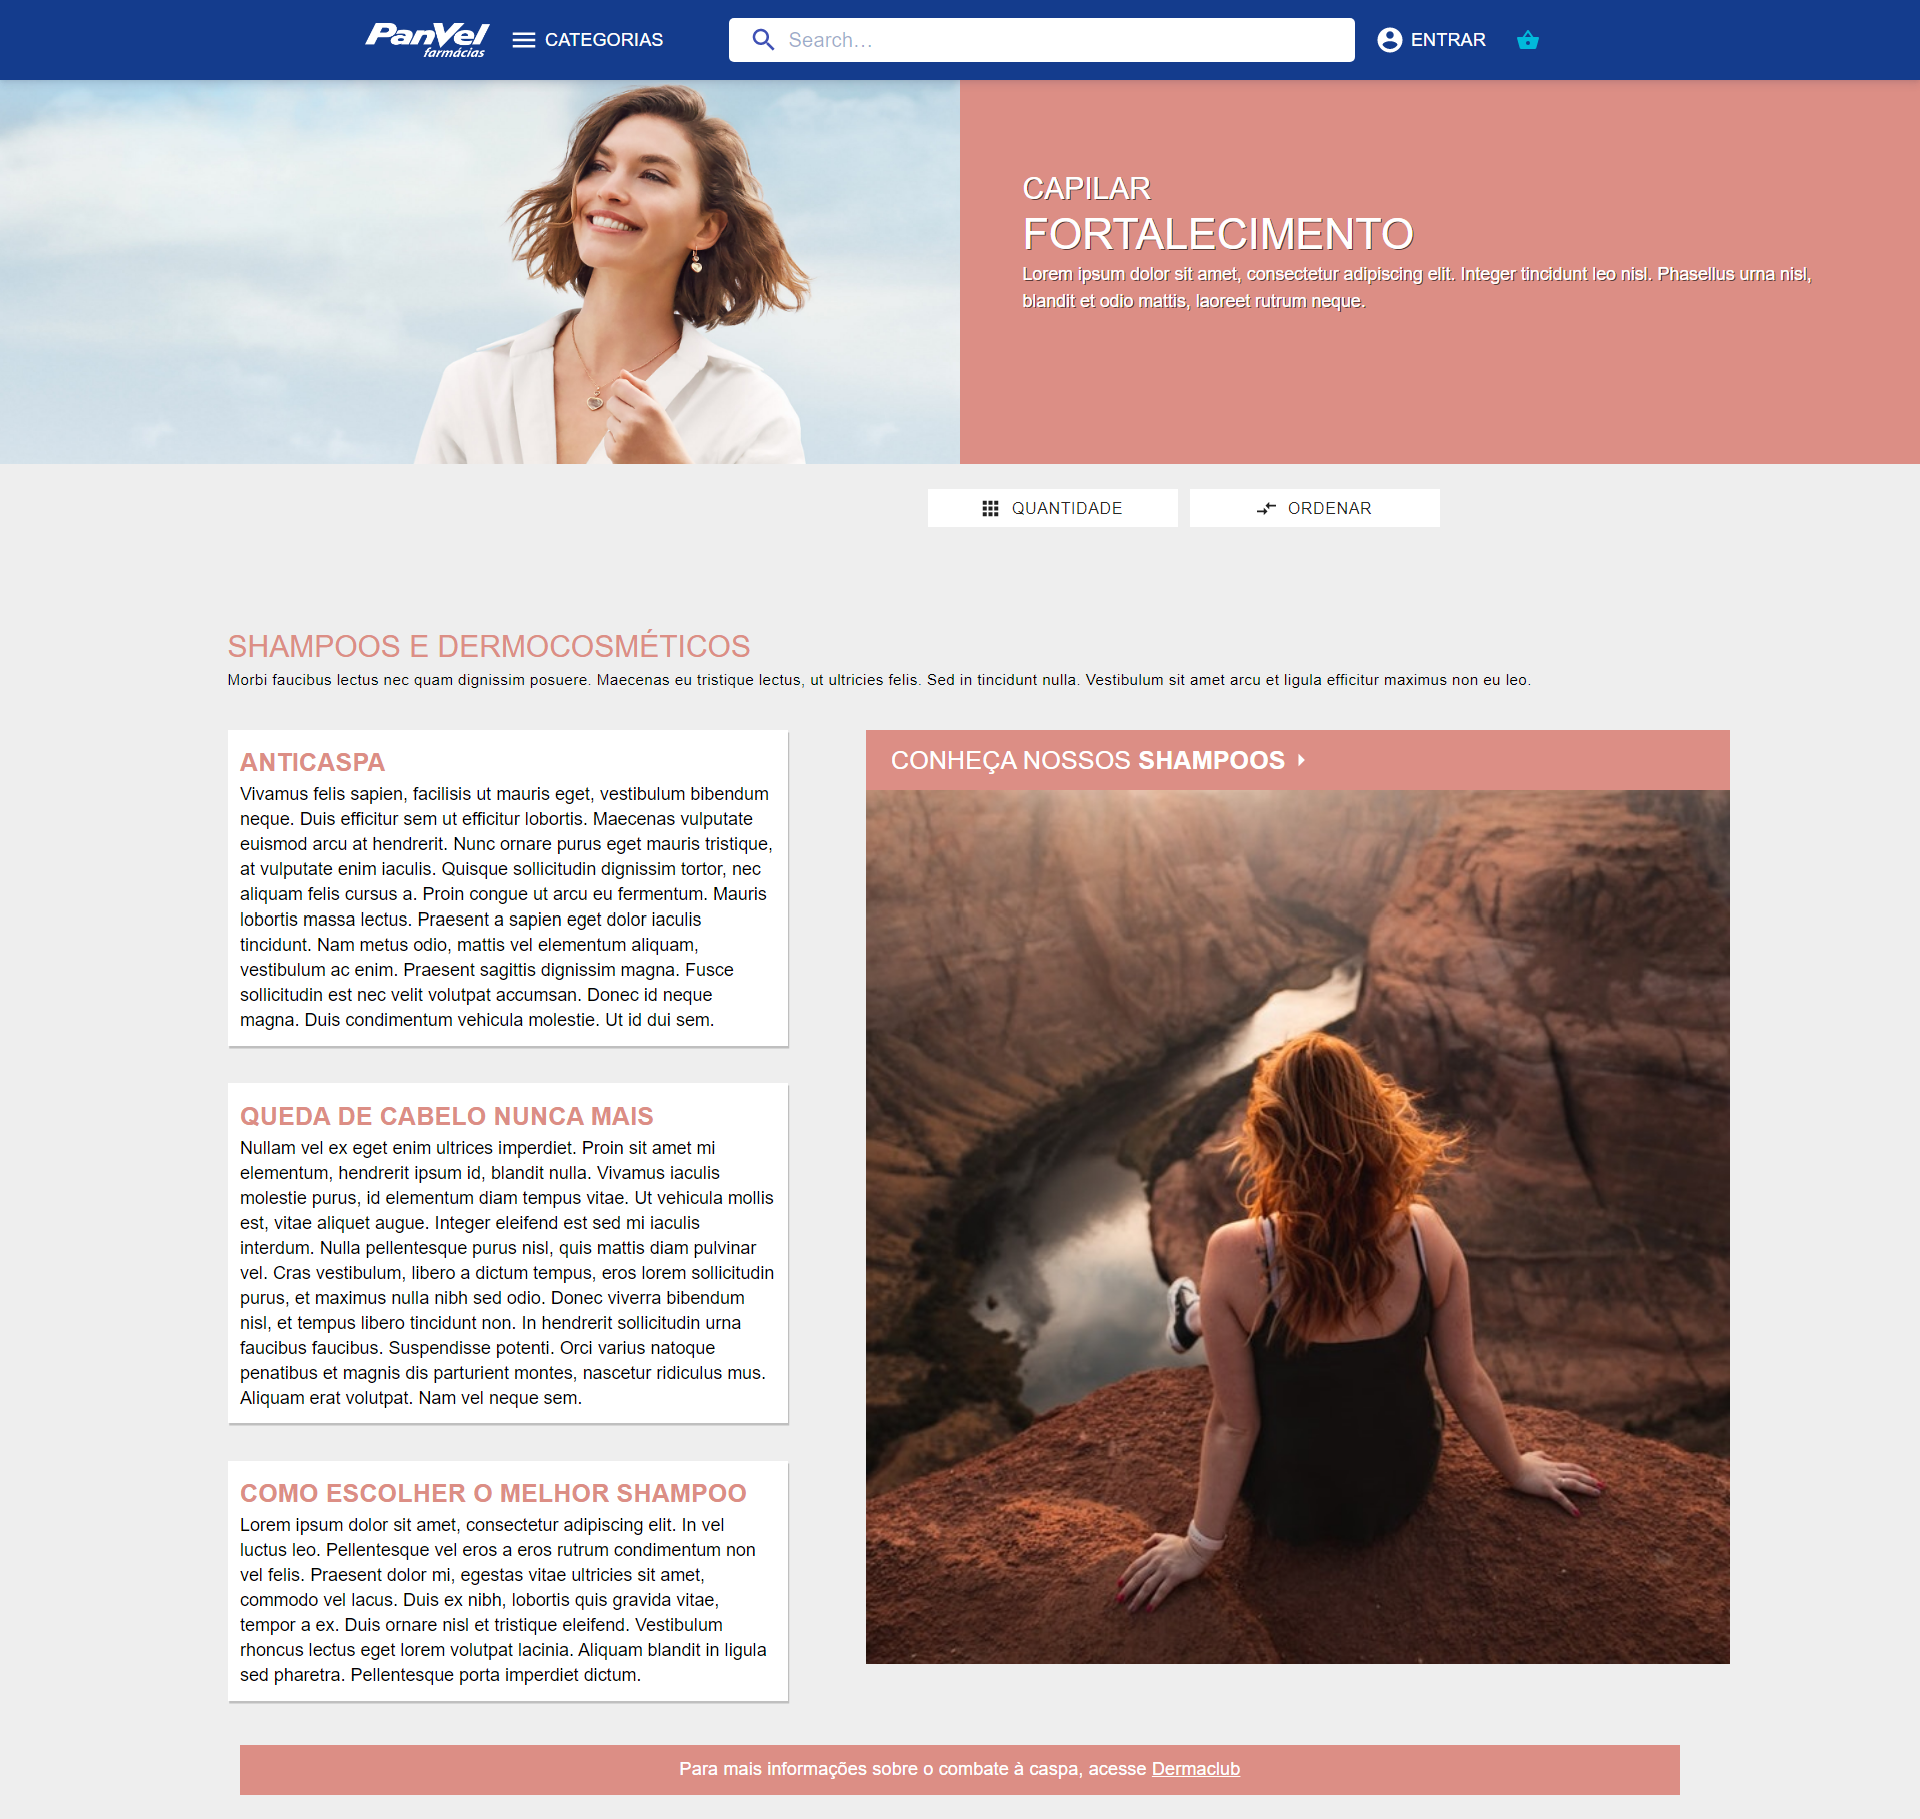 PanVel
farmácias
CATEGORIAS
Search...
ENTRAR
CAPILAR
FORTALECIMENTO
Lorem ipsum dolor sit amet, consectetur adipiscing elit. Integer tincidunt leo nisl. Phasellus urna nisl,
blandit et odio mattis, laoreet rutrum neque.
QUANTIDADE
ORDENAR
SHAMPOOS E DERMOCOSMÉTICOS
Morbi faucibus lectus nec quam dignissim posuere. Maecenas eu tristique lectus, ut ultricies felis. Sed in tincidunt nulla. Vestibulum sit amet arcu et ligula efficitur maximus non eu leo.
ANTICASPA
Vivamus felis sapien, facilisis ut mauris eget, vestibulum bibendum
neque. Duis efficitur sem ut efficitur lobortis. Maecenas vulputate
euismod arcu at hendrerit. Nunc ornare purus eget mauris tristique,
at vulputate enim iaculis. Quisque sollicitudin dignissim tortor, nec
aliquam felis cursus a. Proin congue ut arcu eu fermentum. Mauris
lobortis massa lectus. Praesent a sapien eget dolor iaculis
tincidunt. Nam metus odio, mattis vel elementum aliquam,
vestibulum ac enim. Praesent sagittis dignissim magna. Fusce
sollicitudin est nec velit volutpat accumsan. Donec id neque
magna. Duis condimentum vehicula molestie. Ut id dui sem.
QUEDA DE CABELO NUNCA MAIS
Nullam vel ex eget enim ultrices imperdiet. Proin sit amet mi
elementum, hendrerit ipsum id, blandit nulla. Vivamus iaculis
molestie purus, id elementum diam tempus vitae. Ut vehicula mollis
est, vitae aliquet augue. Integer eleifend est sed mi iaculis
interdum. Nulla pellentesque purus nisl, quis mattis diam pulvinar
vel. Cras vestibulum, libero a dictum tempus, eros lorem sollicitudin
purus, et maximus nulla nibh sed odio. Donec viverra bibendum
nisl, et tempus libero tincidunt non. In hendrerit sollicitudin urna
faucibus faucibus. Suspendisse potenti. Orci varius natoque
penatibus et magnis dis parturient montes, nascetur ridiculus mus.
Aliquam erat volutpat. Nam vel neque sem.
COMO ESCOLHER O MELHOR SHAMPOO
Lorem ipsum dolor sit amet, consectetur adipiscing elit. In vel
luctus leo. Pellentesque vel eros a eros rutrum condimentum non
vel felis. Praesent dolor mi, egestas vitae ultricies sit amet,
commodo vel lacus. Duis ex nibh, lobortis quis gravida vitae,
tempor a ex. Duis ornare nisl et tristique eleifend. Vestibulum
rhoncus lectus eget lorem volutpat lacinia. Aliquam blandit in ligula
sed pharetra. Pellentesque porta imperdiet dictum.
CONHEÇA NOSSOS SHAMPOOS
Para mais informações sobre o combate à caspa, acesse Dermaclub